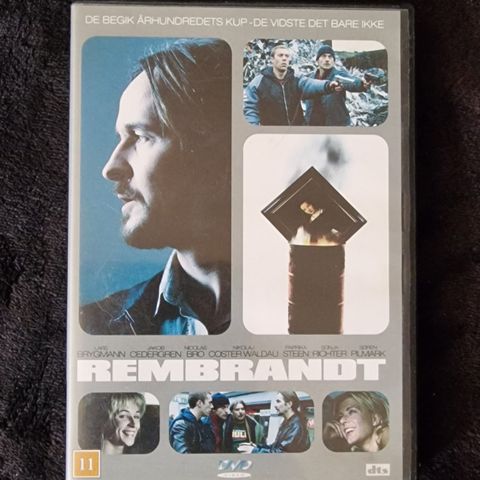 DE BEGIK ÅRHUNDREDETS KUP - DE VIDSTE DET BARE IKKE
LARS JAKOB NICOLAS NIKOLAJ PAPRIKA SONJA SØREN
BRYGMANN CEDERGREN BRO COSTER WALDAU STEEN RICHTER PILMARK
REMBRANDT
11
DVD
VIDEO
dts